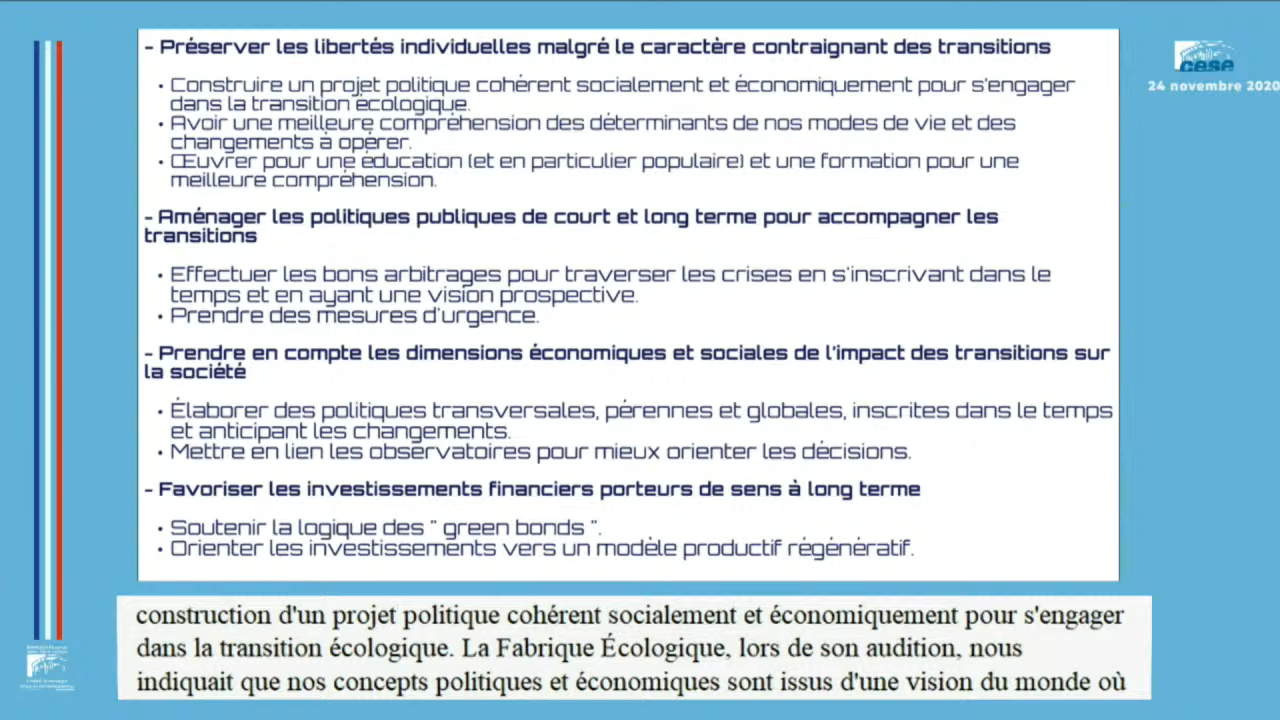 - Préserver les libertés individuelles malgré le caractère contraignant des transitions
• Construire un projet politique cohérent socialement et économiquement pour s'engager
dans la transition écologique.
• Avoir une meilleure compréhension des déterminants de nos modes de vie et des
changements à opérer.
• Œuvrer pour une éducation (et en particulier populaire) et une formation pour une
meilleure compréhension.
- Aménager les politiques publiques de court et long terme pour accompagner les
transitions
• Effectuer les bons arbitrages pour traverser les crises en s'inscrivant dans le
temps et en ayant une vision prospective.
• Prendre des mesures d'urgence.
- Prendre en compte les dimensions économiques et sociales de l'impact des transitions sur
la société
• Élaborer des politiques transversales, pérennes et globales, inscrites dans le temps
et anticipant les changements.
• Mettre en lien les observatoires pour mieux orienter les décisions.
- Favoriser les investissements financiers porteurs de sens à long terme
• Soutenir la logique des " green bonds ".
• Orienter les investissements vers un modèle productif régénératif.
cese
24 novembre 2020
construction d'un projet politique cohérent socialement et économiquement pour s'engager
dans la transition écologique. La Fabrique Écologique, lors de son audition, nous
indiquait que nos concepts politiques et économiques sont issus d'une vision du monde où